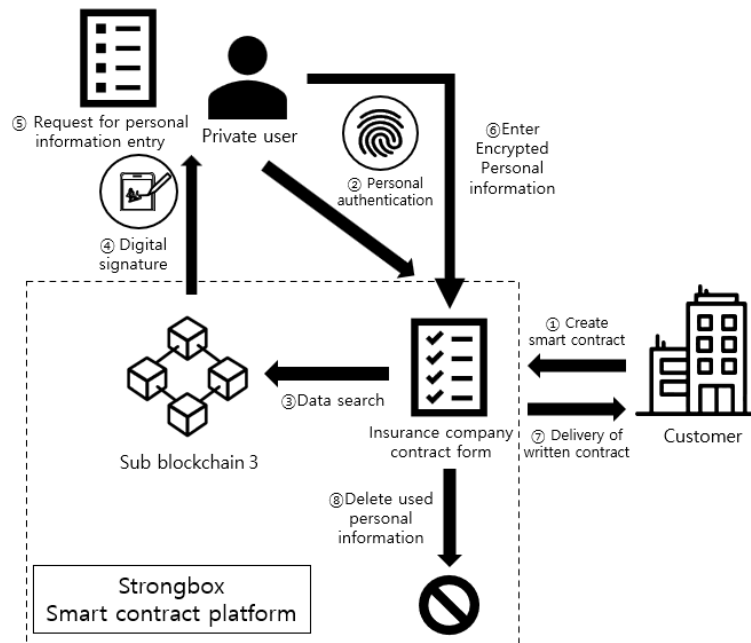 ⑤ Request for personal
information entry
Private user
② Personal
authentication
⑥Enter
Encrypted
Personal
information
④ Digital
signature
① Create
smart contract
③Data search
Insurance company
contract form
⑦ Delivery of
written contract
Customer
Sub blockchain 3
⑧Delete used
personal
information
Strongbox
Smart contract platform